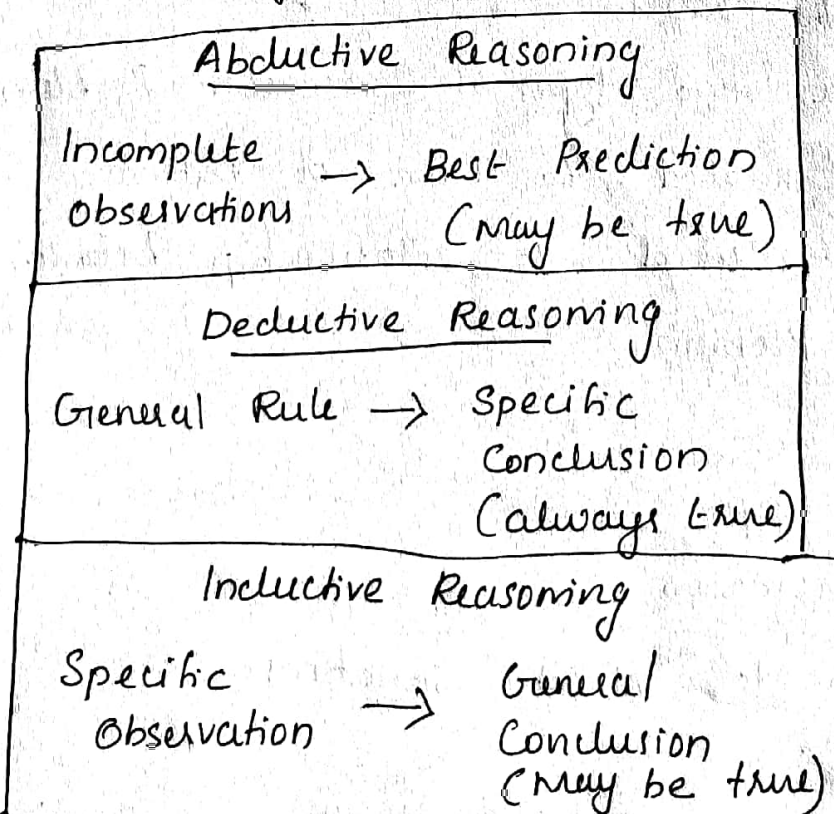 Abductive Reasoning
Incomplete → Best Prediction
Observations (may be true)
Deductive Reasoning
General Rule → Specific
Conclusion
(always true)
Inductive Reasoning
Specific → General
Observation Conclusion
(may be true)